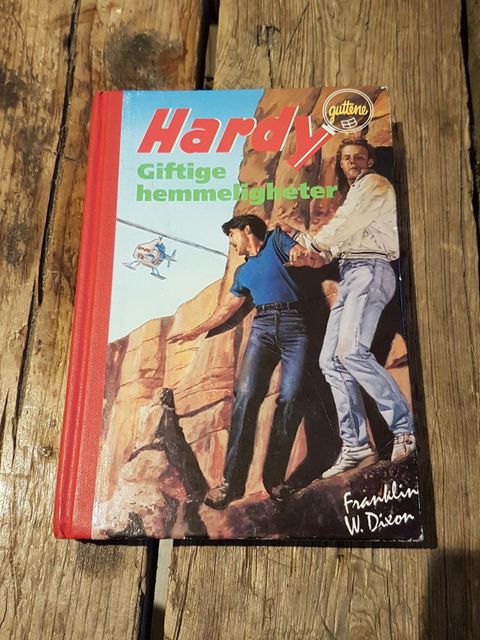 Hardy
guttene
Giftige
hemmeligheter
Franklin
W. Dixon